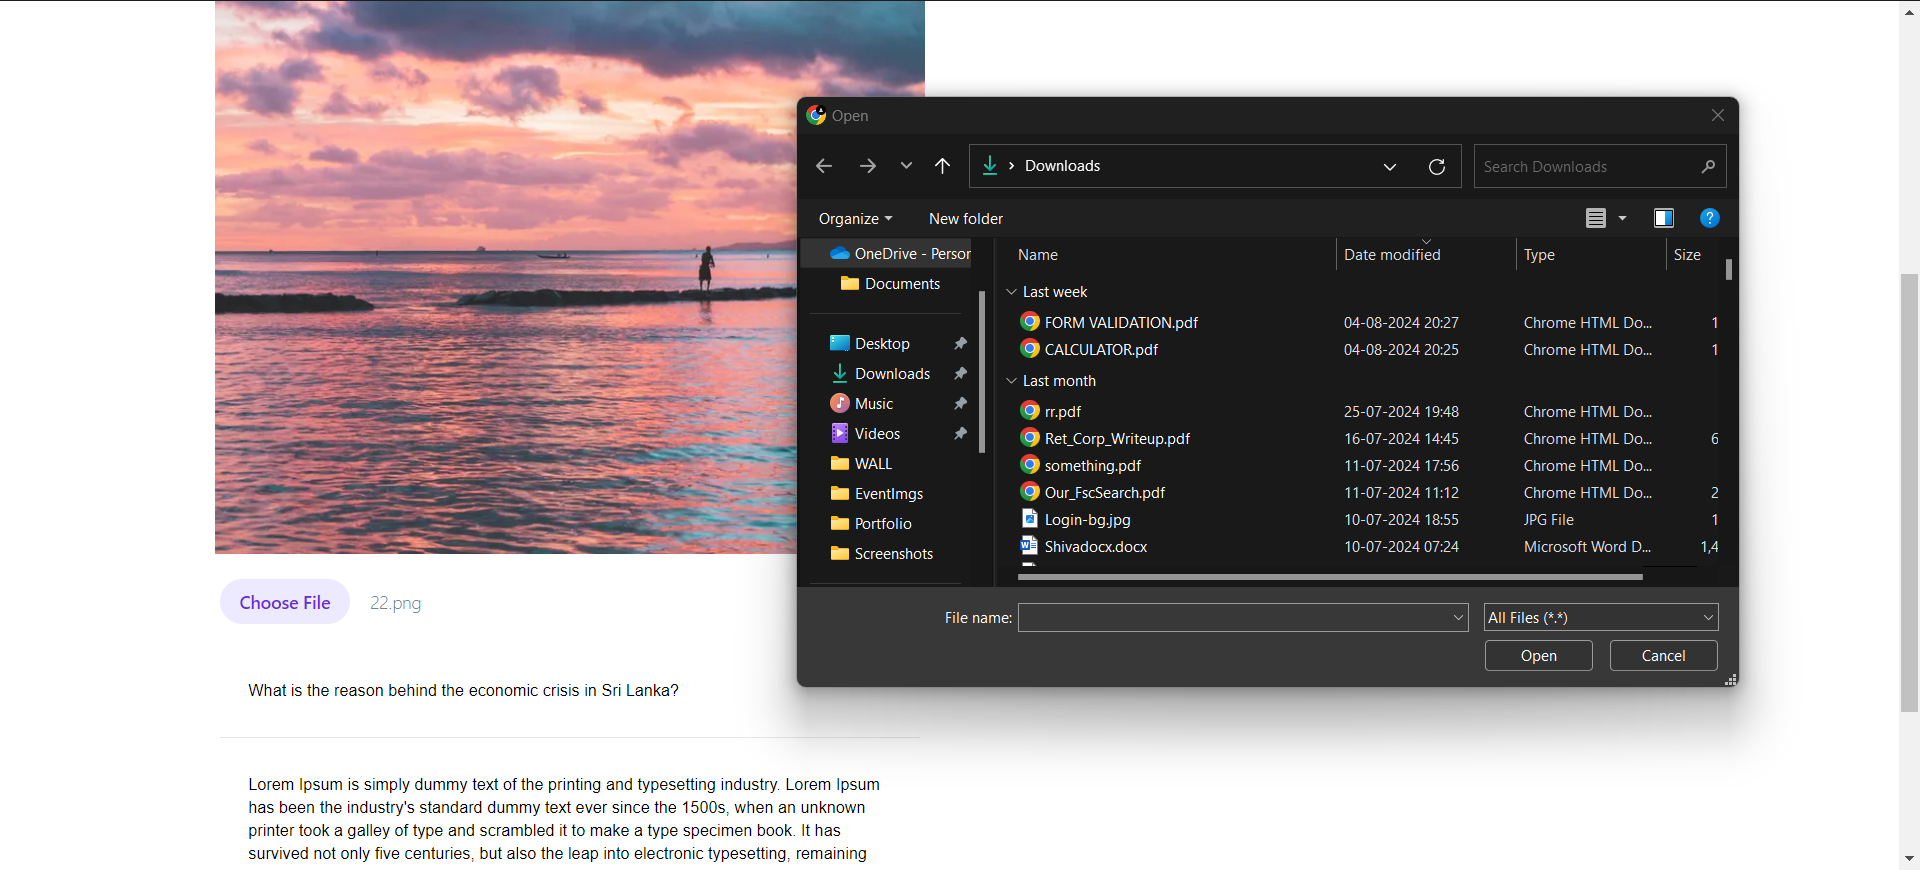 Open
Downloads
Search Downloads
Organize
New folder
OneDrive - Person
Documents
Desktop
Downloads
Music
Videos
WALL
EventImgs
Portfolio
Screenshots
Name Date modified Type Size
Last week
FORM VALIDATION.pdf 04-08-2024 20:27 Chrome HTML Do... 1
CALCULATOR.pdf 04-08-2024 20:25 Chrome HTML Do... 1
Last month
rr.pdf 25-07-2024 19:48 Chrome HTML Do...
Ret_Corp_Writeup.pdf 16-07-2024 14:45 Chrome HTML Do... 6
something.pdf 11-07-2024 17:56 Chrome HTML Do...
Our_FscSearch.pdf 11-07-2024 11:12 Chrome HTML Do... 2
Login-bg.jpg 10-07-2024 18:55 JPG File 1
Shivadocx.docx 10-07-2024 07:24 Microsoft Word D... 1,4
File name:
All Files (*.*)
Open Cancel
Choose File 22.png
What is the reason behind the economic crisis in Sri Lanka?
Lorem Ipsum is simply dummy text of the printing and typesetting industry. Lorem Ipsum
has been the industry's standard dummy text ever since the 1500s, when an unknown
printer took a galley of type and scrambled it to make a type specimen book. It has
survived not only five centuries, but also the leap into electronic typesetting, remaining